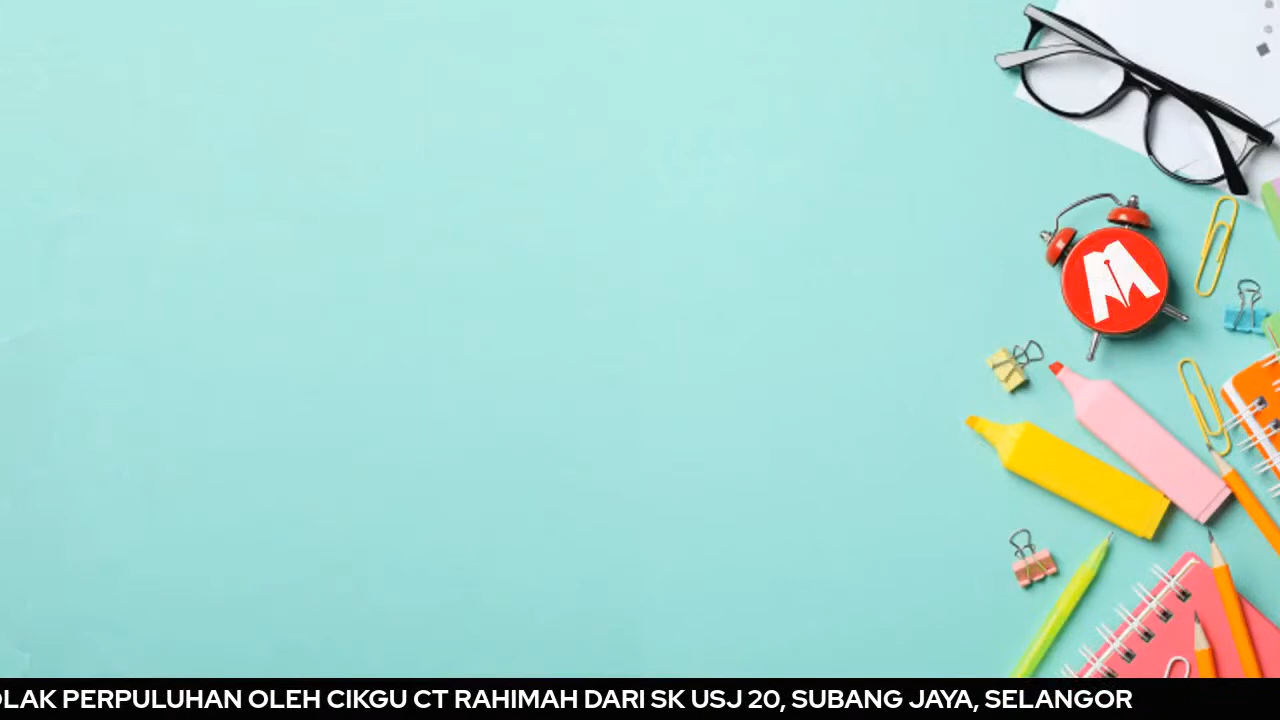 OLAK PERPULUHAN OLEH CIKGU CT RAHIMAH DARI SK USJ 20, SUBANG JAYA, SELANGOR